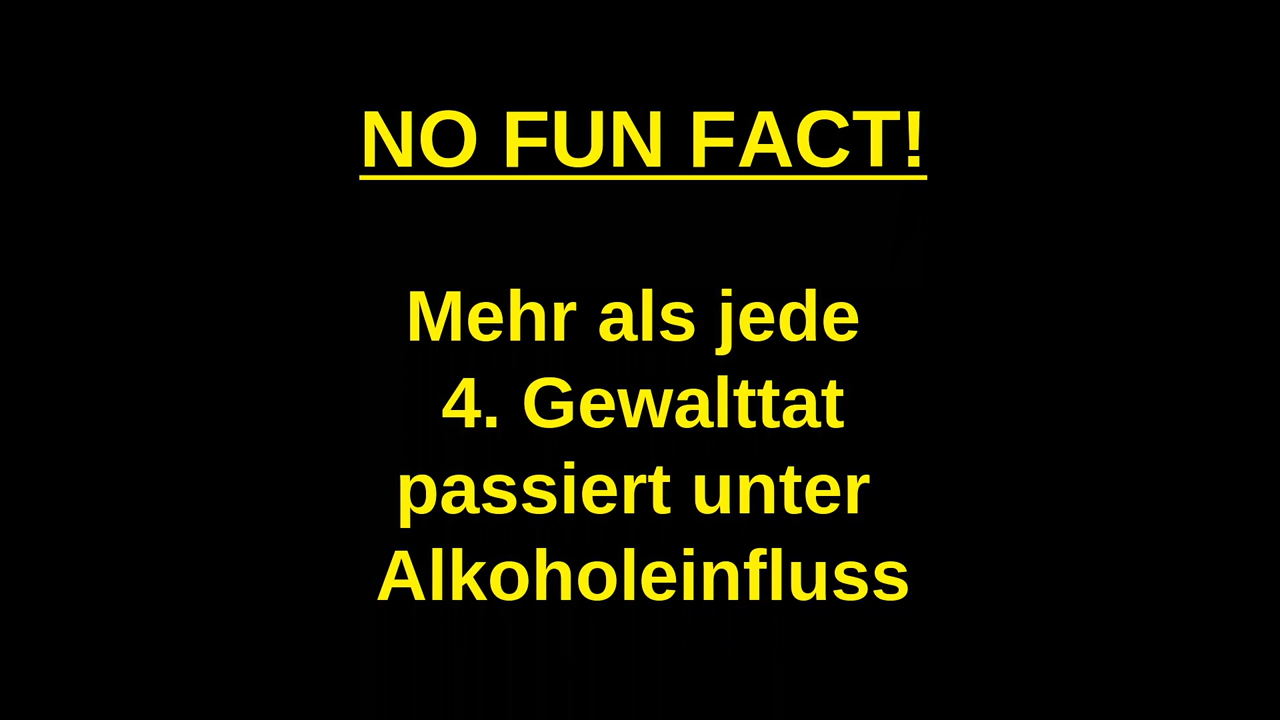 NO FUN FACT!
Mehr als jede
4. Gewalttat
passiert unter
Alkoholeinfluss